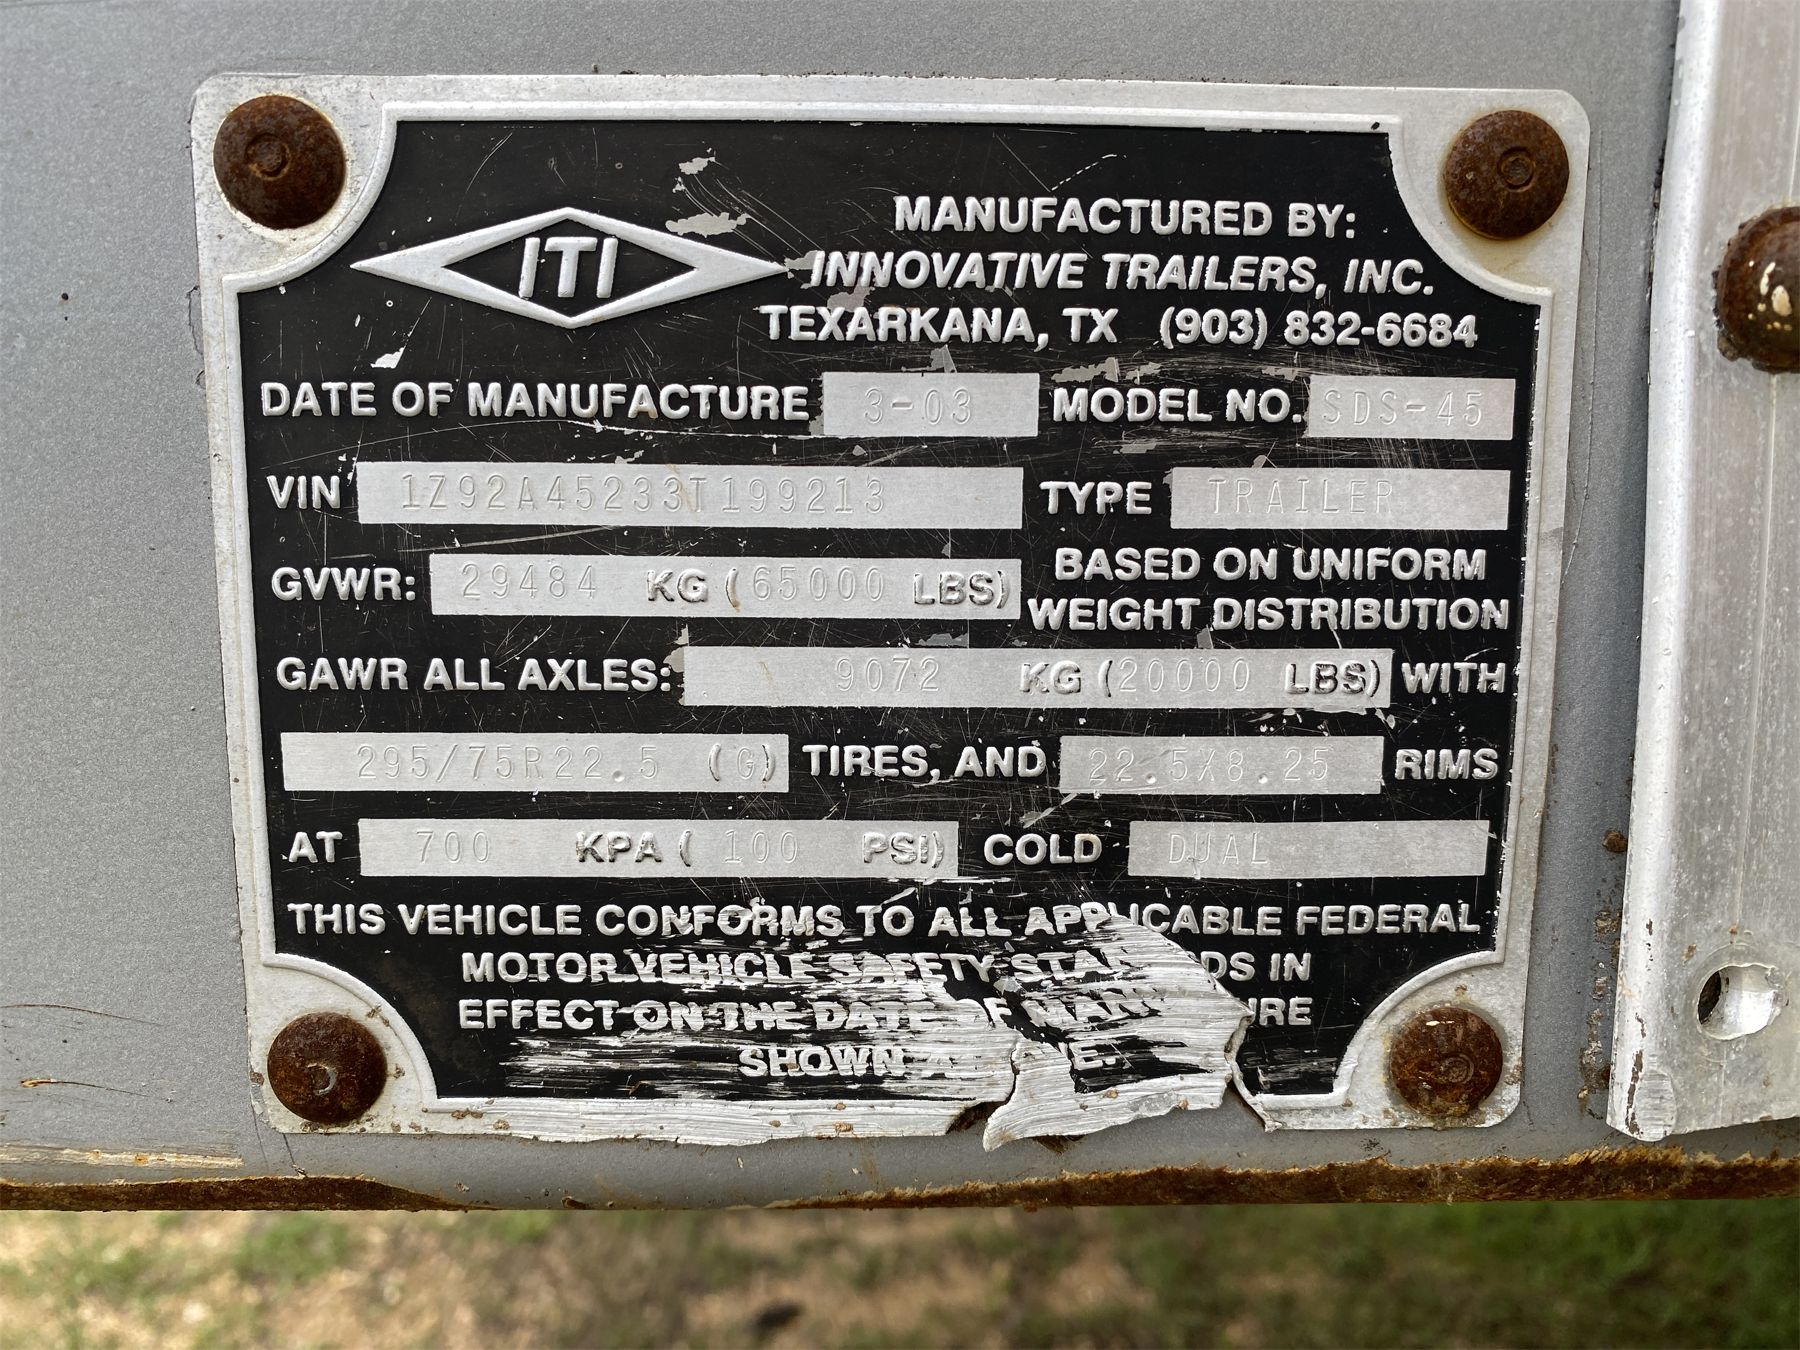 ITI
MANUFACTURED BY:
INNOVATIVE TRAILERS, INC.
TEXARKANA, TX (903) 832-6684
DATE OF MANUFACTURE 3-03 MODEL NO. SDS-45
VIN 1Z92A45233T199213 TYPE TRAILER
GVWR: 29484 KG (65000 LBS) BASED ON UNIFORM
WEIGHT DISTRIBUTION
GAWR ALL AXLES: 9072 KG (20000 LBS) WITH
295/75R22.5 (G) TIRES, AND 22.5X8.25 RIMS
AT 700 KPA (100 PSI) COLD DUAL
THIS VEHICLE CONFORMS TO ALL APPLICABLE FEDERAL
MOTOR VEHICLE SAFETY IN
EFFECT ON THE DATE OF
SHOWN